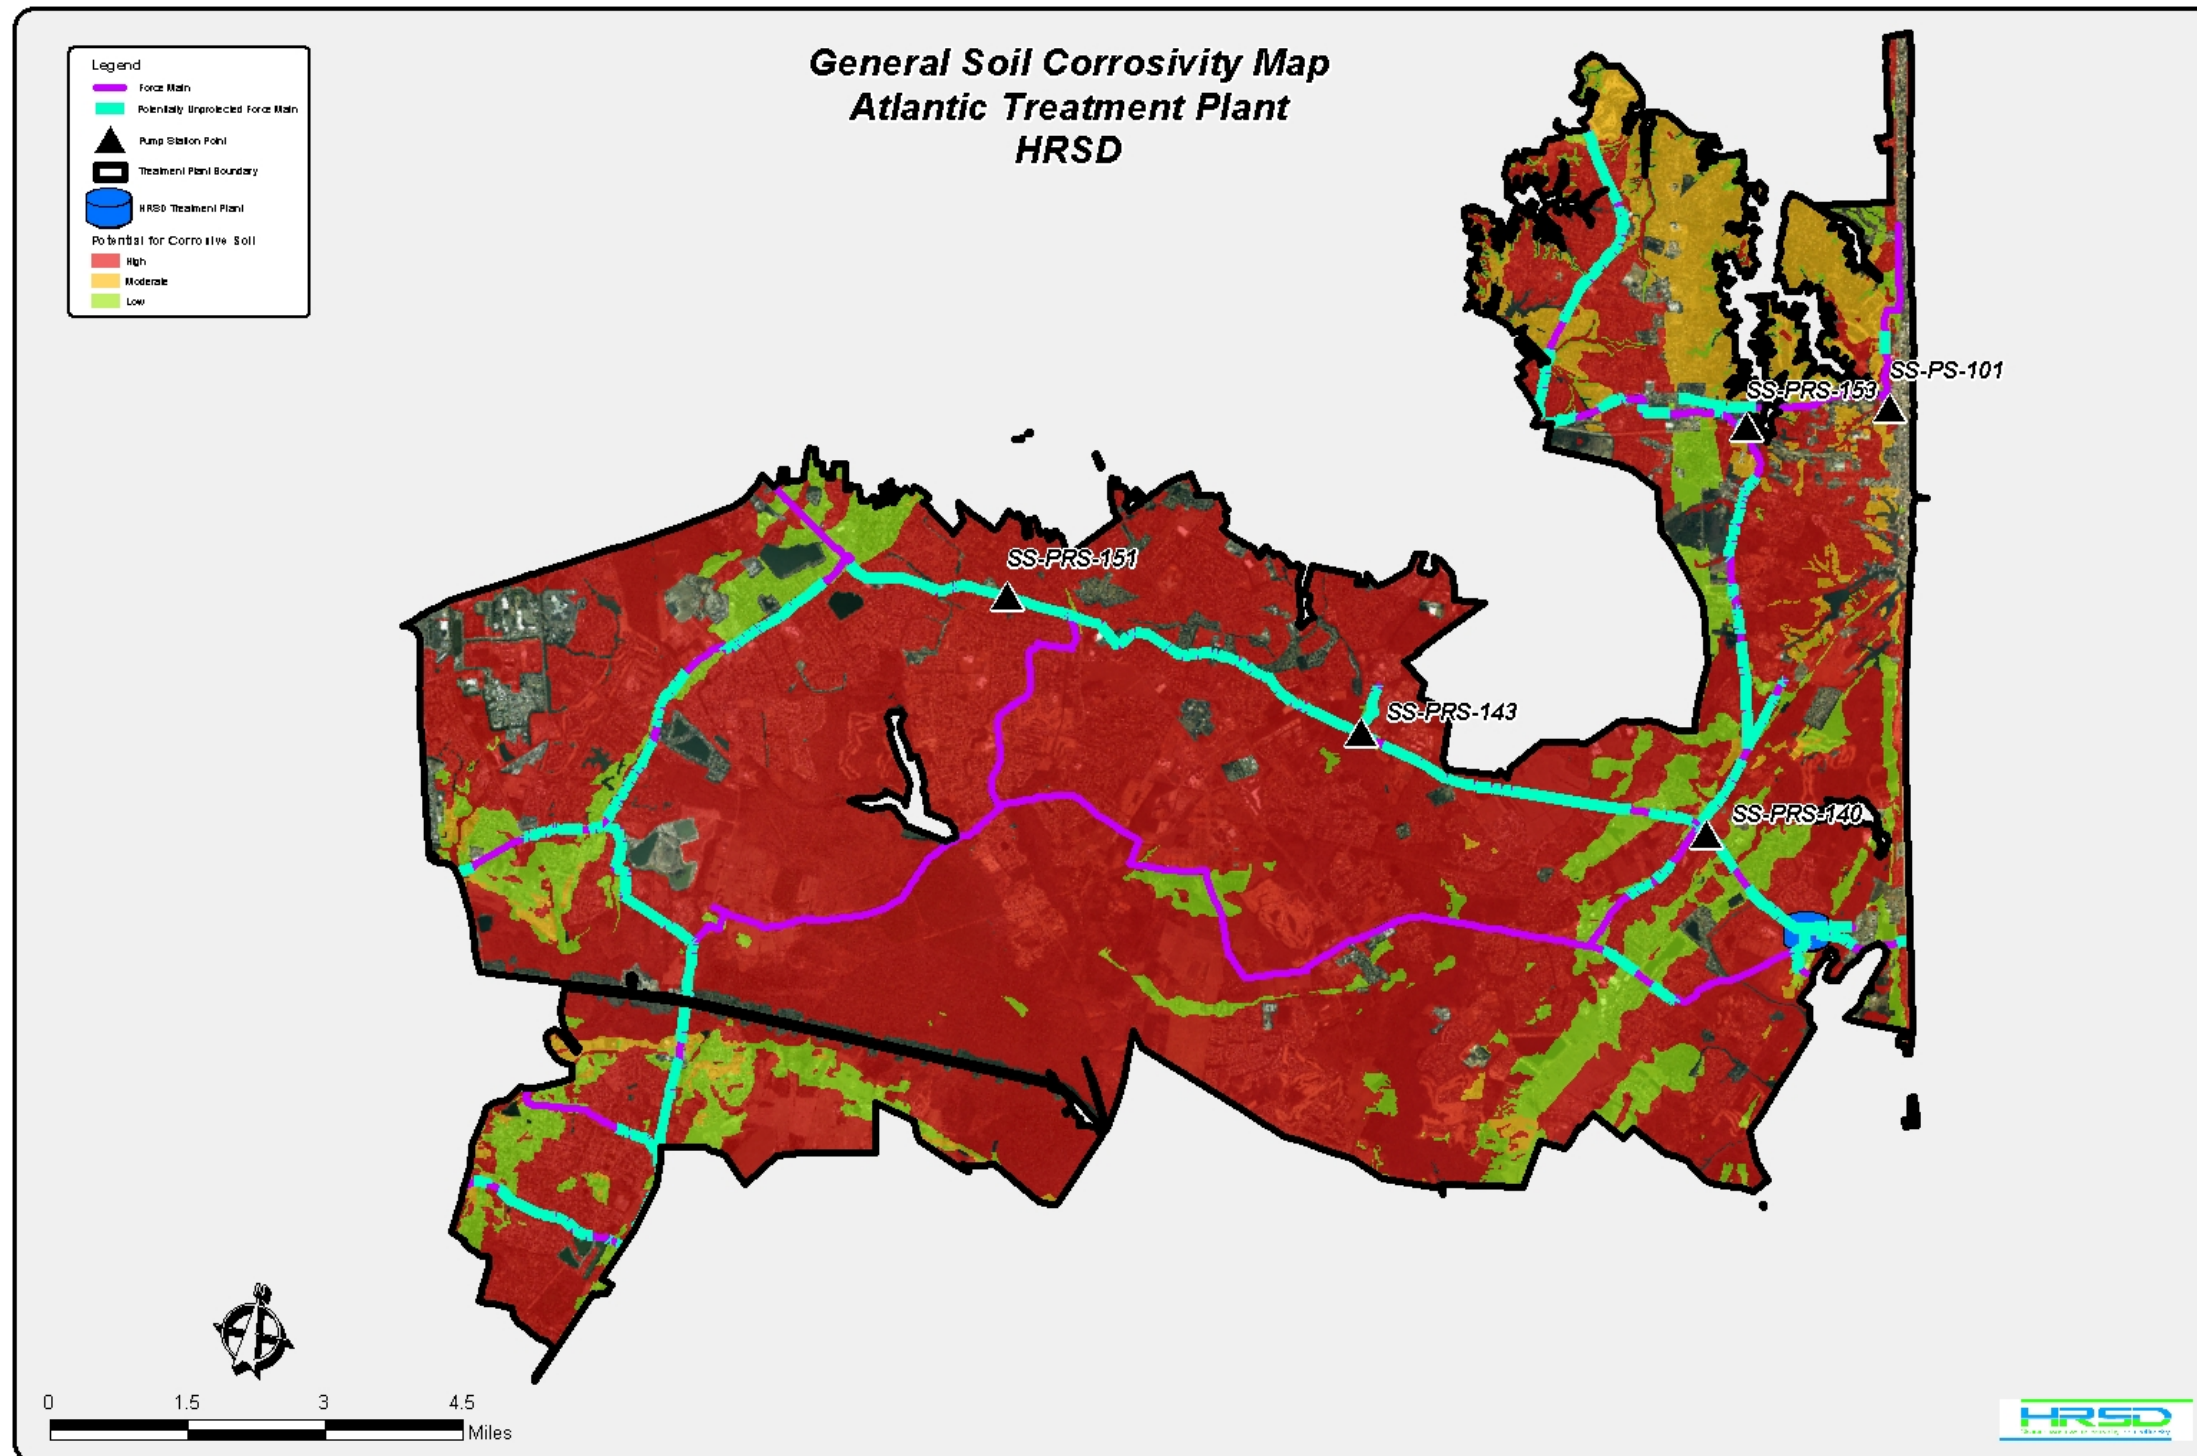 General Soil Corrosivity Map
Atlantic Treatment Plant
HRSD
Legend
Force Main
Potentially Unprotected Force Main
Pump Station Point
Treatment Plant Boundary
HRSD Treatment Plant
Potential for Corrosive Soil
High
Moderate
Low
SS-PS-101
SS-PRS-153
SS-PRS-151
SS-PRS-143
SS-PRS-140
0 1.5 3 4.5
Miles
HRSD